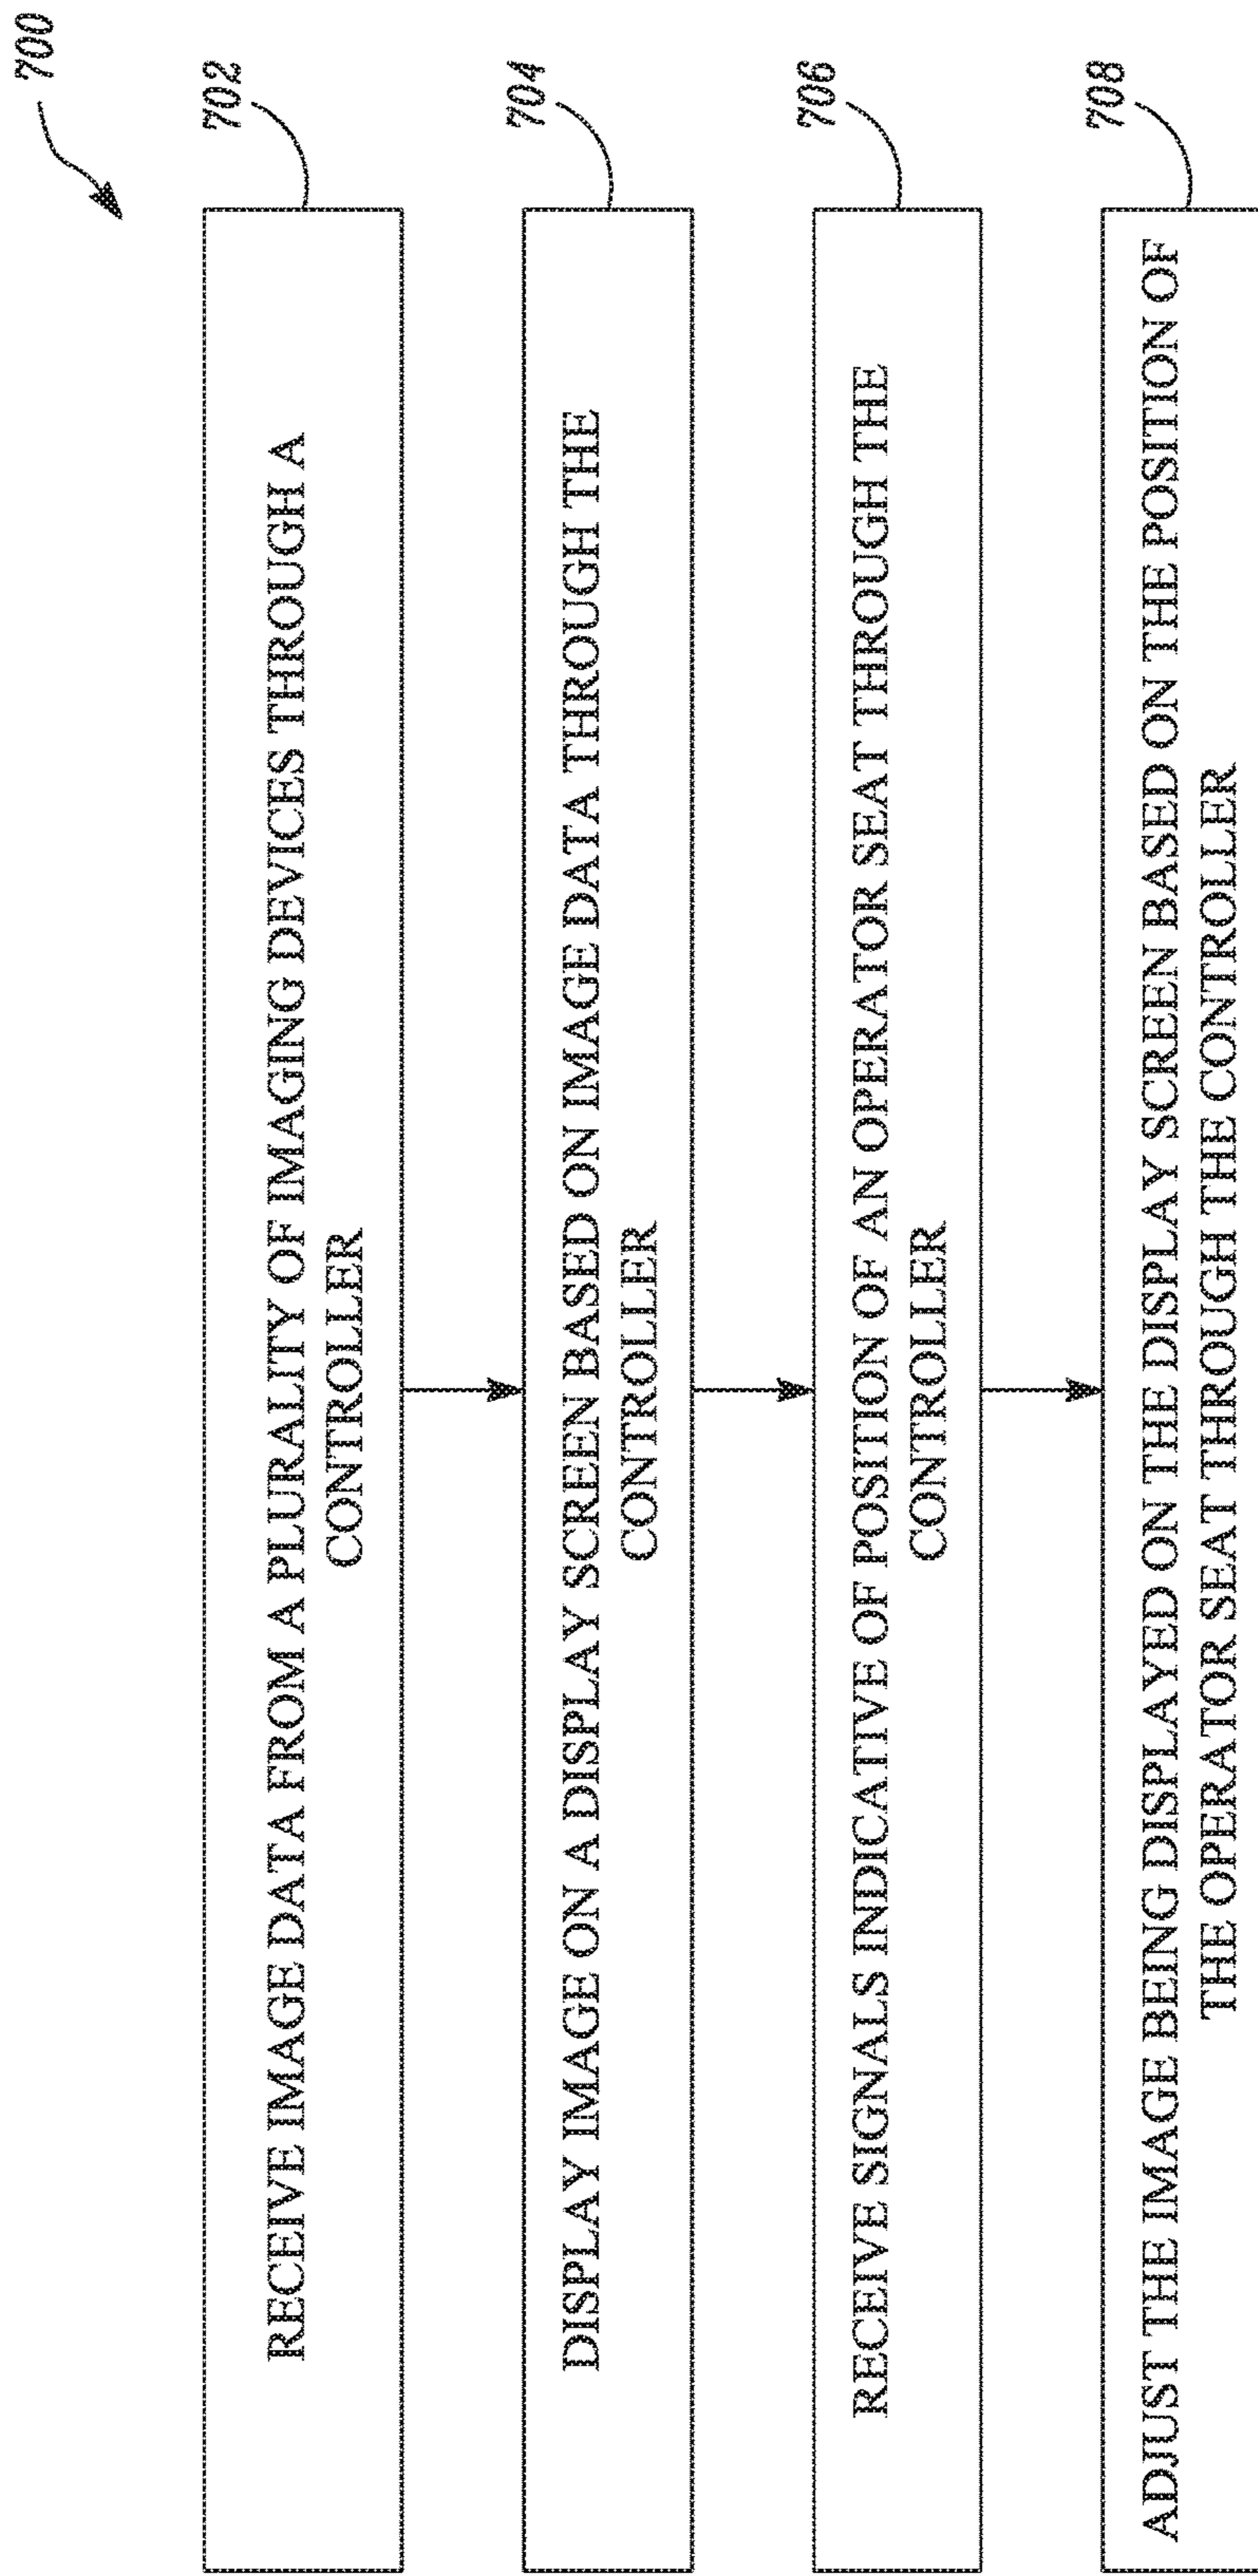 700
702
RECEIVE IMAGE DATA FROM A PLURALITY OF IMAGING DEVICES THROUGH A
CONTROLLER
704
DISPLAY IMAGE ON A DISPLAY SCREEN BASED ON IMAGE DATA THROUGH THE
CONTROLLER
706
RECEIVE SIGNALS INDICATIVE OF POSITION OF AN OPERATOR SEAT THROUGH THE
CONTROLLER
708
ADJUST THE IMAGE BEING DISPLAYED ON THE DISPLAY SCREEN BASED ON THE POSITION OF
THE OPERATOR SEAT THROUGH THE CONTROLLER